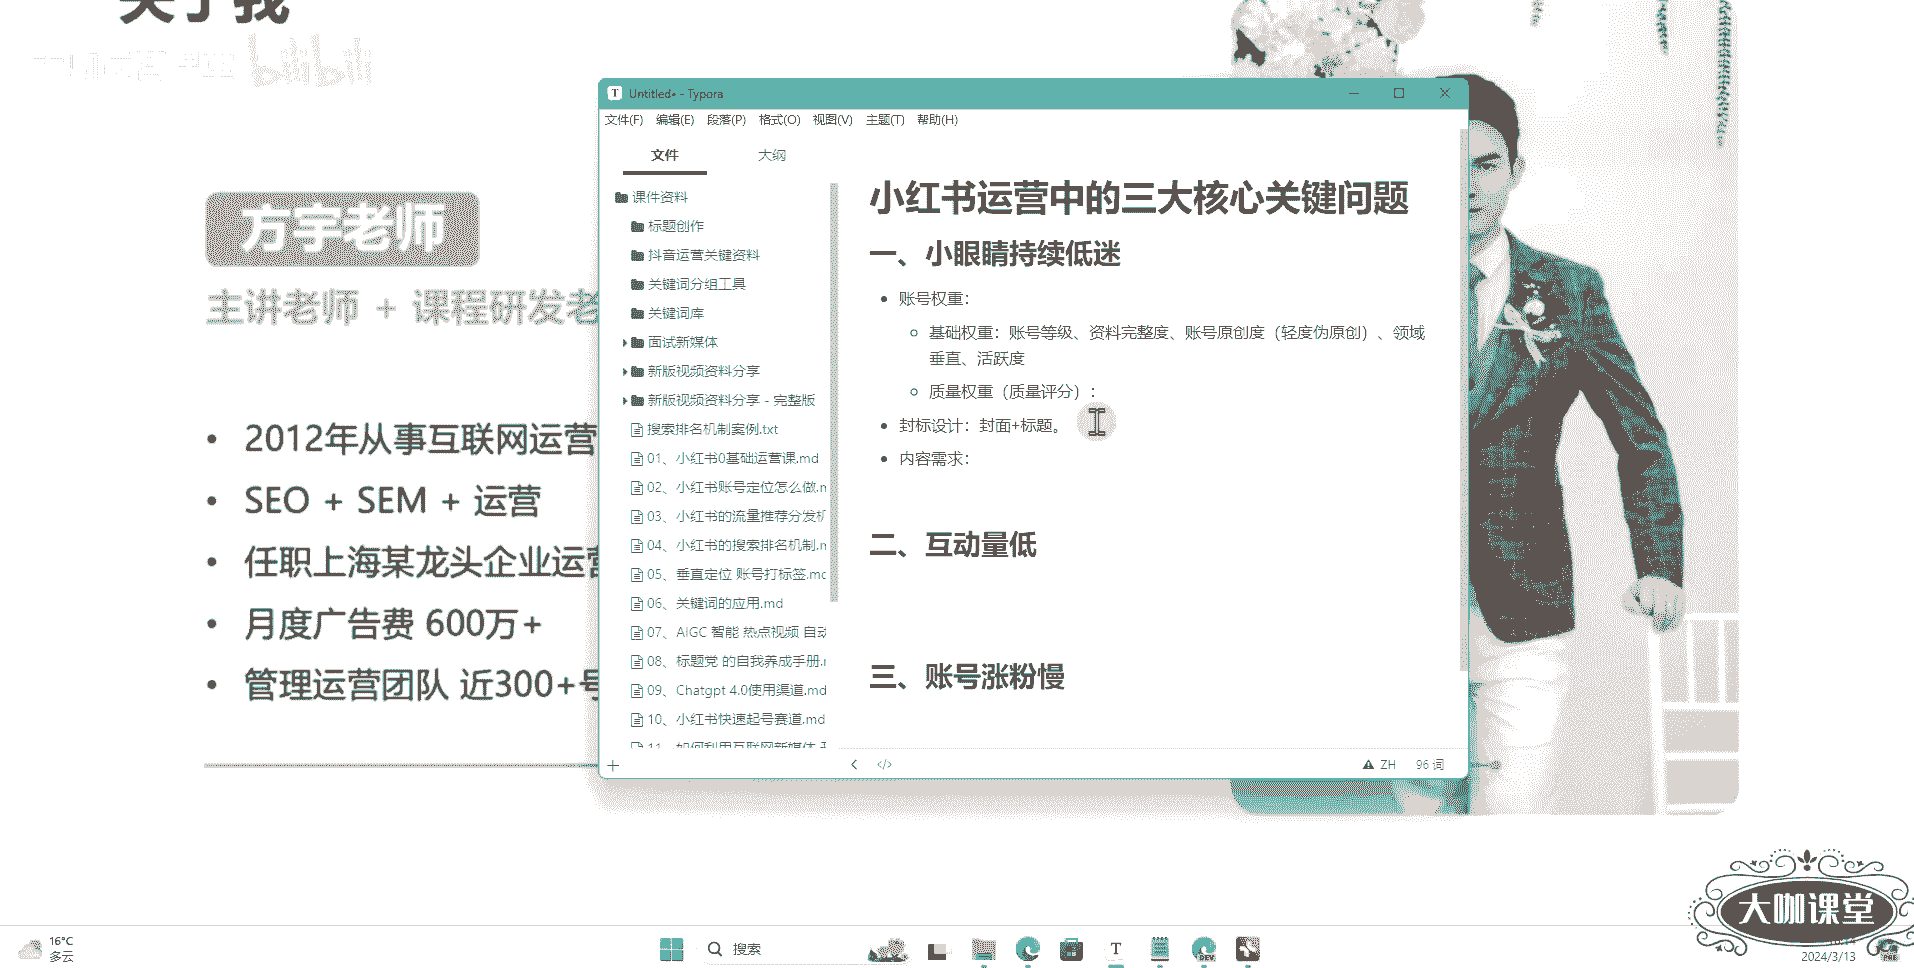 关于我
bilibili
方宇老师
主讲老师 + 课程研发老
• 2012年从事互联网运营
• SEO + SEM + 运营
• 任职上海某龙头企业运营
• 月度广告费 600万+
• 管理运营团队 近300+号
Untitled• - Typora
文件(F) 编辑(E) 段落(P) 格式(O) 视图(V) 主题(T) 帮助(H)
文件 大纲
课件资料
标题创作
抖音运营关键资料
关键词分组工具
关键词库
面试新媒体
新版视频资料分享
新版视频资料分享 - 完整版
搜索排名机制案例.txt
01、小红书0基础运营课.md
02、小红书账号定位怎么做.m
03、小红书的流量推荐分发机
04、小红书的搜索排名机制.m
05、垂直定位 账号打标签.md
06、关键词的应用.md
07、AIGC 智能 热点视频 自动
08、标题党 的自我养成手册.m
09、Chatgpt 4.0使用渠道.md
10、小红书快速起号赛道.md
11、如何利用互联网新媒体
小红书运营中的三大核心关键问题
一、小眼睛持续低迷
• 账号权重：
基础权重：账号等级、资料完整度、账号原创度（轻度伪原创）、领域
垂直、活跃度
质量权重（质量评分）：
• 封标设计：封面+标题。
• 内容需求：
二、互动量低
三、账号涨粉慢
ZH 96 词
大咖课堂
16°C
多云
搜索
2024/3/13